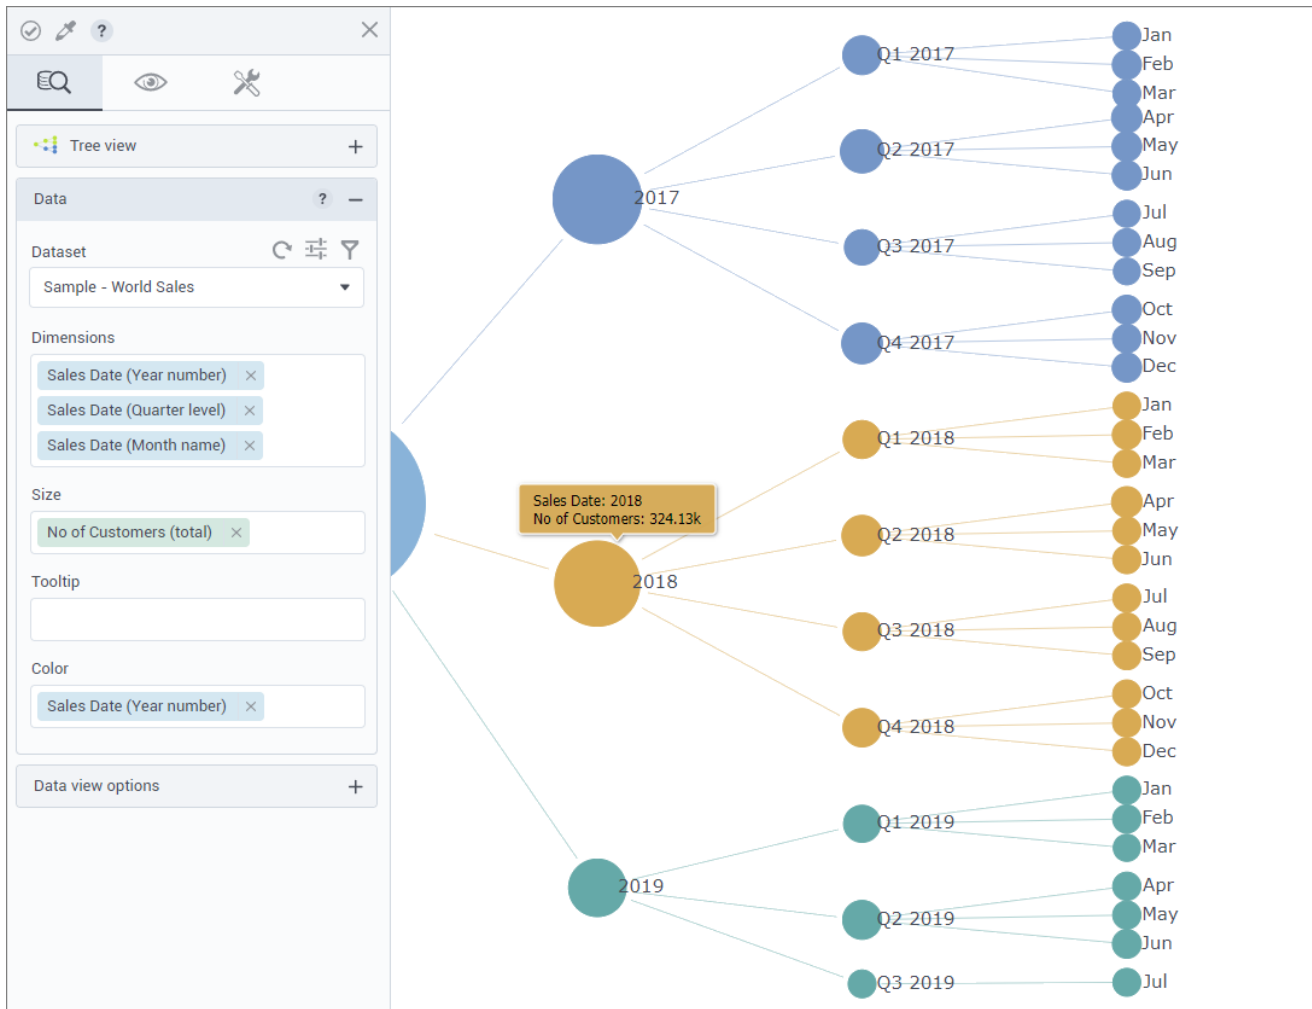 ?
Tree view
Data
?
Dataset
Sample - World Sales
Dimensions
Sales Date (Year number)
Sales Date (Quarter level)
Sales Date (Month name)
Size
No of Customers (total)
Tooltip
Color
Sales Date (Year number)
Data view options
2017
Q1 2017
Jan
Feb
Mar
Q2 2017
Apr
May
Jun
Q3 2017
Jul
Aug
Sep
Q4 2017
Oct
Nov
Dec
Sales Date: 2018
No of Customers: 324.13k
2018
Q1 2018
Jan
Feb
Mar
Q2 2018
Apr
May
Jun
Q3 2018
Jul
Aug
Sep
Q4 2018
Oct
Nov
Dec
2019
Q1 2019
Jan
Feb
Mar
Q2 2019
Apr
May
Jun
Q3 2019
Jul